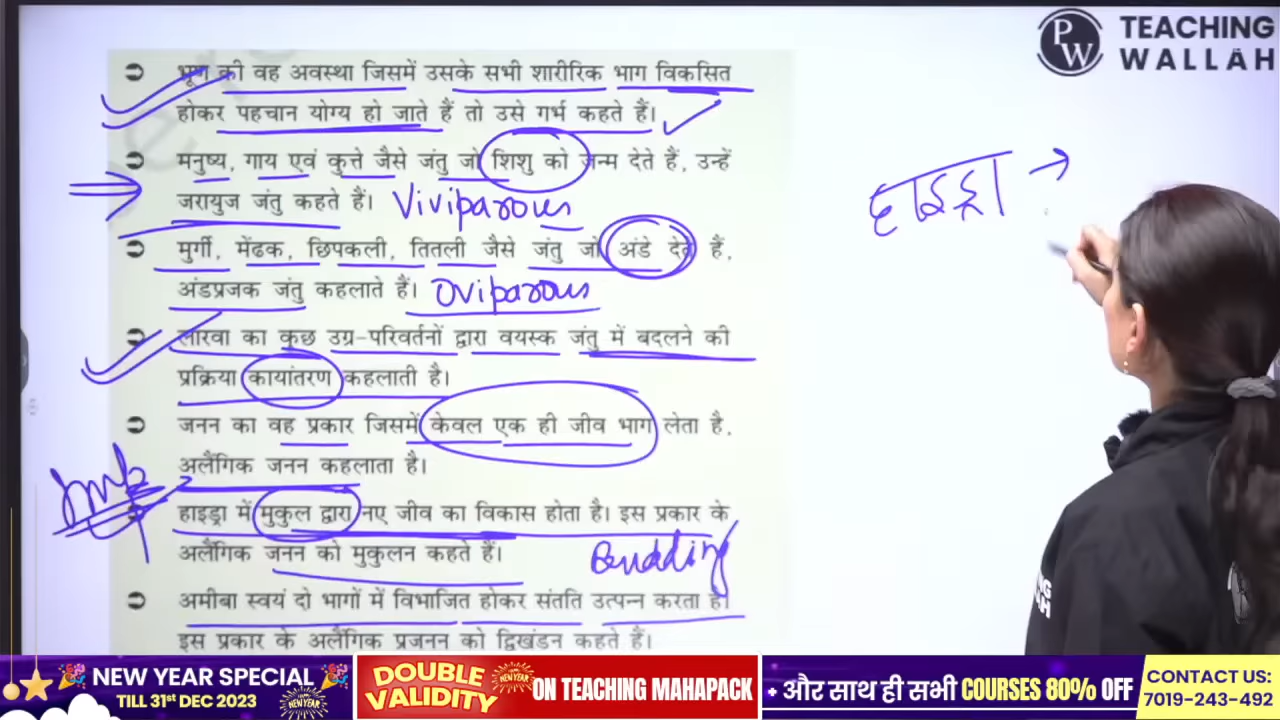 PW TEACHING WALLAH
➲ भ्रूण की वह अवस्था जिसमें उसके सभी शारीरिक भाग विकसित
होकर पहचान योग्य हो जाते हैं तो उसे गर्भ कहते हैं।
➲ मनुष्य, गाय एवं कुत्ते जैसे जंतु जो शिशु को जन्म देते हैं, उन्हें
जरायुज जंतु कहते हैं। Viviparous
➲ मुर्गी, मेंढक, छिपकली, तितली जैसे जंतु जो अंडे देते हैं,
अंडप्रजक जंतु कहलाते हैं। Oviparous
➲ लारवा का कुछ उग्र-परिवर्तनों द्वारा वयस्क जंतु में बदलने की
प्रक्रिया कायांतरण कहलाती है।
➲ जनन का वह प्रकार जिसमें केवल एक ही जीव भाग लेता है,
अलैंगिक जनन कहलाता है।
Imp
➲ हाइड्रा में मुकुल द्वारा नए जीव का विकास होता है। इस प्रकार के
अलैंगिक जनन को मुकुलन कहते हैं। Budding
➲ अमीबा स्वयं दो भागों में विभाजित होकर संतति उत्पन्न करता है।
इस प्रकार के अलैंगिक प्रजनन को द्विखंडन कहते हैं।
हाइड्रा →
NEW YEAR SPECIAL
TILL 31st DEC 2023
DOUBLE VALIDITY
ON TEACHING MAHAPACK
+ और साथ ही सभी COURSES 80% OFF
CONTACT US:
7019-243-492